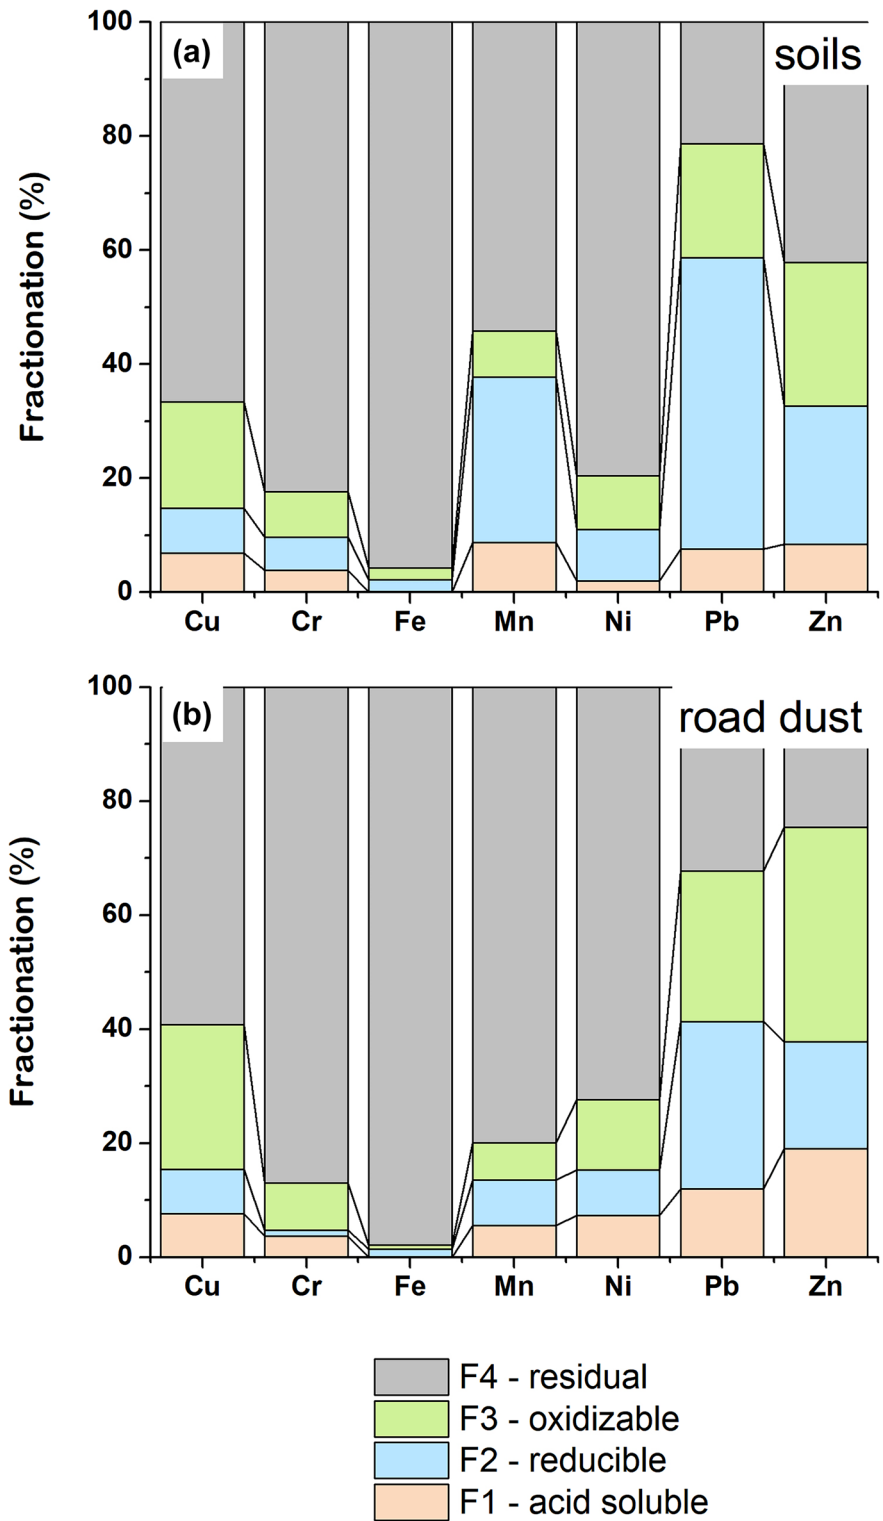 (a)
soils
Fractionation (%)
100
80
60
40
20
0
Cu Cr Fe Mn Ni Pb Zn
(b)
road dust
Fractionation (%)
100
80
60
40
20
0
Cu Cr Fe Mn Ni Pb Zn
F4 - residual
F3 - oxidizable
F2 - reducible
F1 - acid soluble